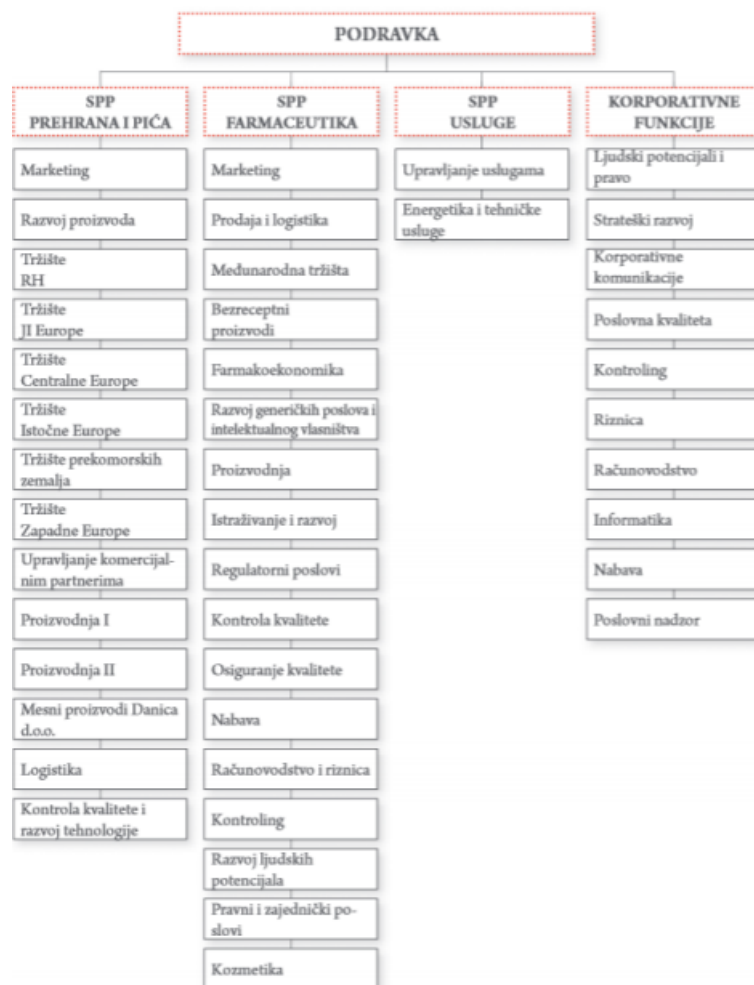 PODRAVKA
SPP
PREHRANA I PIĆA
Marketing
Razvoj proizvoda
Tržište
RH
Tržište
JI Europe
Tržište
Centralne Europe
Tržište
Istočne Europe
Tržište prekomorskih
zemalja
Tržište
Zapadne Europe
Upravljanje komercijal-
nim partnerima
Proizvodnja I
Proizvodnja II
Mesni proizvodi Danica
d.o.o.
Logistika
Kontrola kvalitete i
razvoj tehnologije
SPP
FARMACEUTIKA
Marketing
Prodaja i logistika
Međunarodna tržišta
Bezreceptni
proizvodi
Farmakoekonomika
Razvoj generičkih poslova i
intelektualnog vlasništva
Proizvodnja
Istraživanje i razvoj
Regulatorni poslovi
Kontrola kvalitete
Osiguranje kvalitete
Nabava
Računovodstvo i riznica
Kontroling
Razvoj ljudskih
potencijala
Pravni i zajednički po-
slovi
Kozmetika
SPP
USLUGE
Upravljanje uslugama
Energetika i tehničke
usluge
KORPORATIVNE
FUNKCIJE
Ljudski potencijali i
pravo
Strateški razvoj
Korporativne
komunikacije
Poslovna kvaliteta
Kontroling
Riznica
Računovodstvo
Informatika
Nabava
Poslovni nadzor